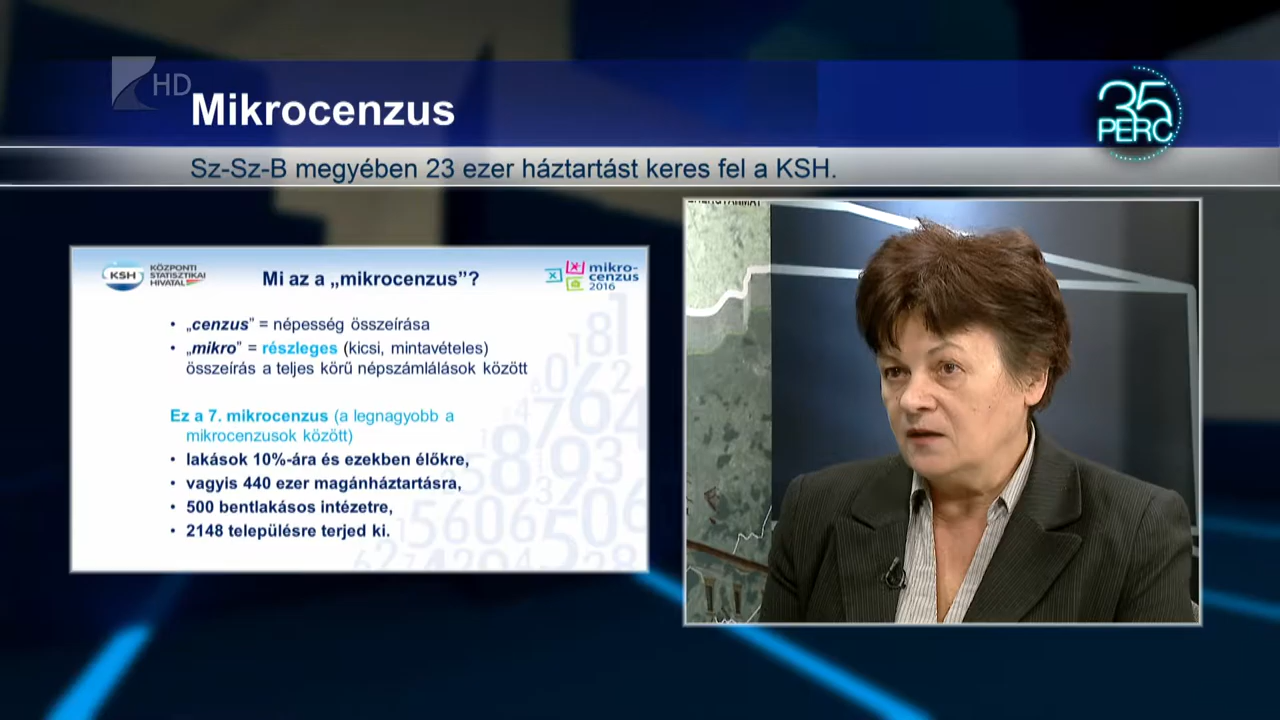 HD
Mikrocenzus
35
PERC
Sz-Sz-B megyében 23 ezer háztartást keres fel a KSH.
KSH
KÖZPONTI
STATISZTIKAI
HIVATAL
Mi az a „mikrocenzus”?
mikro-
cenzus
2016
• „cenzus” = népesség összeírása
• „mikro” = részleges (kicsi, mintavételes)
összeírás a teljes körű népszámlálások között
Ez a 7. mikrocenzus (a legnagyobb a
mikrocenzusok között)
• lakások 10%-ára és ezekben élőkre,
• vagyis 440 ezer magánháztartásra,
• 500 bentlakásos intézetre,
• 2148 településre terjed ki.